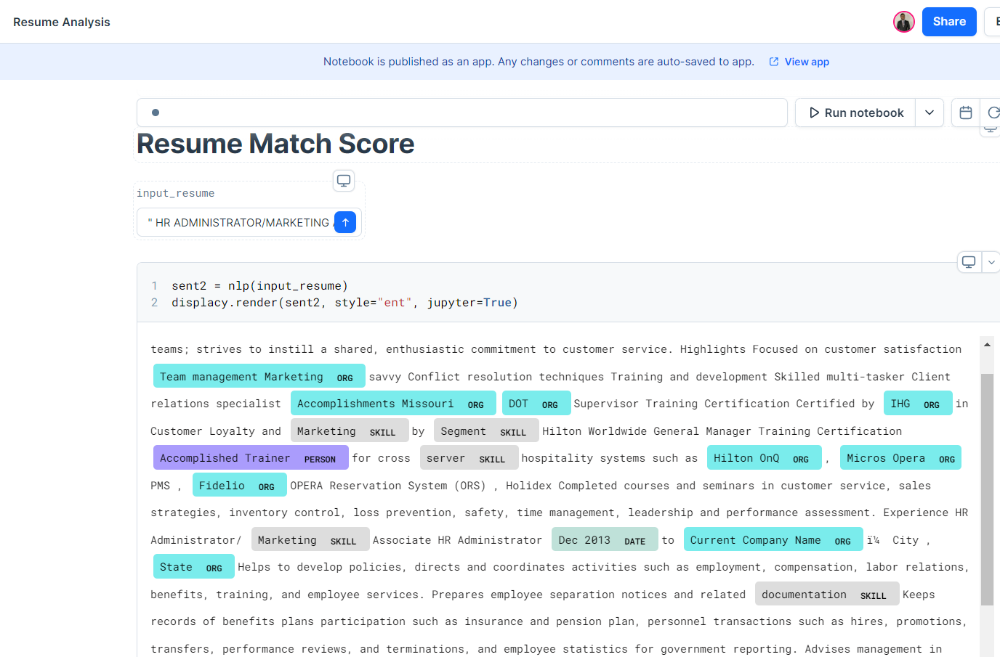 Resume Analysis
Share
Notebook is published as an app. Any changes or comments are auto-saved to app. View app
Run notebook
Resume Match Score
input_resume
" HR ADMINISTRATOR/MARKETING
1 sent2 = nlp(input_resume)
2 displacy.render(sent2, style="ent", jupyter=True)
teams; strives to instill a shared, enthusiastic commitment to customer service. Highlights Focused on customer satisfaction
Team management Marketing ORG savvy Conflict resolution techniques Training and development Skilled multi-tasker Client
relations specialist Accomplishments Missouri ORG DOT ORG Supervisor Training Certification Certified by IHG ORG in
Customer Loyalty and Marketing SKILL by Segment SKILL Hilton Worldwide General Manager Training Certification
Accomplished Trainer PERSON for cross server SKILL hospitality systems such as Hilton OnQ ORG , Micros Opera ORG
PMS , Fidelio ORG OPERA Reservation System (ORS) , Holidex Completed courses and seminars in customer service, sales
strategies, inventory control, loss prevention, safety, time management, leadership and performance assessment. Experience HR
Administrator/ Marketing SKILL Associate HR Administrator Dec 2013 DATE to Current Company Name ORG ï¼ City ,
State ORG Helps to develop policies, directs and coordinates activities such as employment, compensation, labor relations,
benefits, training, and employee services. Prepares employee separation notices and related documentation SKILL Keeps
records of benefits plans participation such as insurance and pension plan, personnel transactions such as hires, promotions,
transfers, performance reviews, and terminations, and employee statistics for government reporting. Advises management in